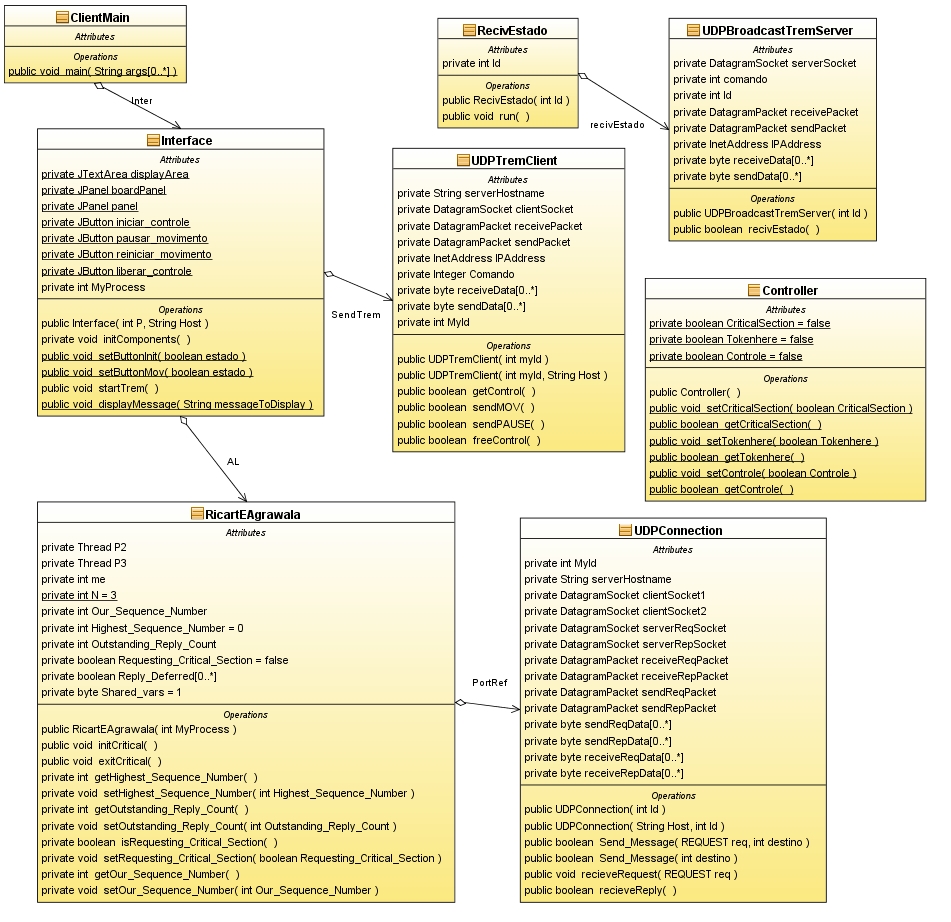 ClientMain
Attributes
Operations
public void main( String args[0..*] )
Inter
Interface
Attributes
private JTextArea displayArea
private JPanel boardPanel
private JPanel panel
private JButton iniciar_controle
private JButton pausar_movimento
private JButton reiniciar_movimento
private JButton liberar_controle
private int MyProcess
Operations
public Interface( int P, String Host )
private void initComponents( )
public void setButtonInit( boolean estado )
public void setButtonMov( boolean estado )
public void startTrem( )
public void displayMessage( String messageToDisplay )
SendTrem
AL
RecivEstado
Attributes
private int Id
Operations
public RecivEstado( int Id )
public void run( )
recivEstado
UDPBroadcastTremServer
Attributes
private DatagramSocket serverSocket
private int comando
private int Id
private DatagramPacket receivePacket
private DatagramPacket sendPacket
private InetAddress IPAddress
private byte receiveData[0..*]
private byte sendData[0..*]
Operations
public UDPBroadcastTremServer( int Id )
public boolean recivEstado( )
UDPTremClient
Attributes
private String serverHostname
private DatagramSocket clientSocket
private DatagramPacket receivePacket
private DatagramPacket sendPacket
private InetAddress IPAddress
private Integer Comando
private byte receiveData[0..*]
private byte sendData[0..*]
private int MyId
Operations
public UDPTremClient( int myId )
public UDPTremClient( int myId, String Host )
public boolean getControl( )
public boolean sendMOV( )
public boolean sendPAUSE( )
public boolean freeControl( )
Controller
Attributes
private boolean CriticalSection = false
private boolean Tokenhere = false
private boolean Controle = false
Operations
public Controller( )
public void setCriticalSection( boolean CriticalSection )
public boolean getCriticalSection( )
public void setTokenhere( boolean Tokenhere )
public boolean getTokenhere( )
public void setControle( boolean Controle )
public boolean getControle( )
RicartEAgrawala
Attributes
private Thread P2
private Thread P3
private int me
private int N = 3
private int Our_Sequence_Number
private int Highest_Sequence_Number = 0
private int Outstanding_Reply_Count
private boolean Requesting_Critical_Section = false
private boolean Reply_Deferred[0..*]
private byte Shared_vars = 1
Operations
public RicartEAgrawala( int MyProcess )
public void initCritical( )
public void exitCritical( )
private int getHighest_Sequence_Number( )
private void setHighest_Sequence_Number( int Highest_Sequence_Number )
private int getOutstanding_Reply_Count( )
private void setOutstanding_Reply_Count( int Outstanding_Reply_Count )
private boolean isRequesting_Critical_Section( )
private void setRequesting_Critical_Section( boolean Requesting_Critical_Section )
private int getOur_Sequence_Number( )
private void setOur_Sequence_Number( int Our_Sequence_Number )
PortRef
UDPConnection
Attributes
private int MyId
private String serverHostname
private DatagramSocket clientSocket1
private DatagramSocket clientSocket2
private DatagramSocket serverReqSocket
private DatagramSocket serverRepSocket
private DatagramPacket receiveReqPacket
private DatagramPacket receiveRepPacket
private DatagramPacket sendReqPacket
private DatagramPacket sendRepPacket
private byte sendReqData[0..*]
private byte sendRepData[0..*]
private byte receiveReqData[0..*]
private byte receiveRepData[0..*]
Operations
public UDPConnection( int Id )
public UDPConnection( String Host, int Id )
public boolean Send_Message( REQUEST req, int destino )
public boolean Send_Message( int destino )
public void recieveRequest( REQUEST req )
public boolean recieveReply( )